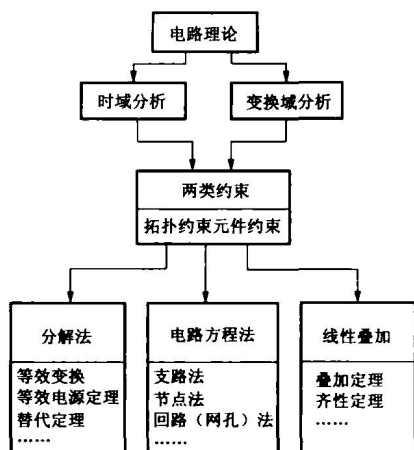 电路理论
时域分析
变换域分析
两类约束
拓扑约束元件约束
分解法
等效变换
等效电源定理
替代定理
……
电路方程法
支路法
节点法
回路（网孔）法
……
线性叠加
叠加定理
齐性定理
……